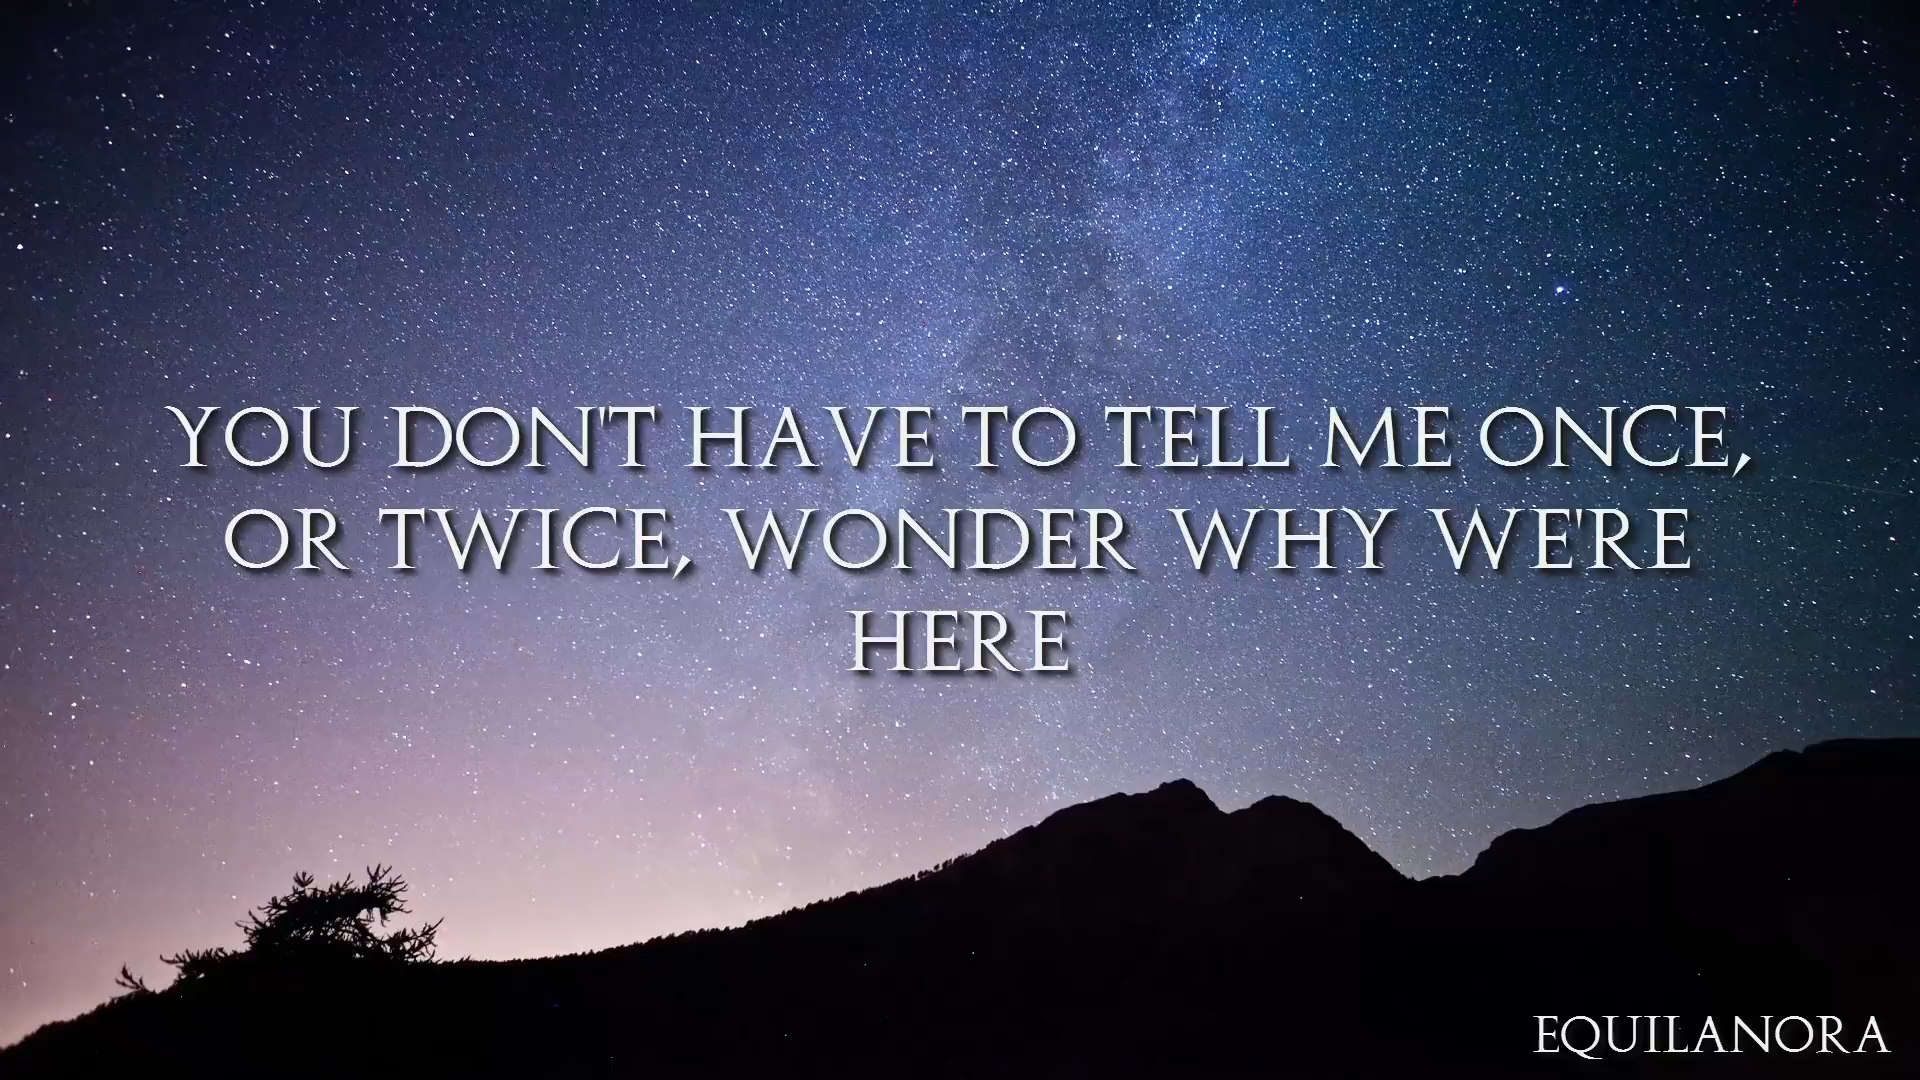 YOU DON'T HAVE TO TELL ME ONCE,
OR TWICE, WONDER WHY WE'RE
HERE
EQUILANORA